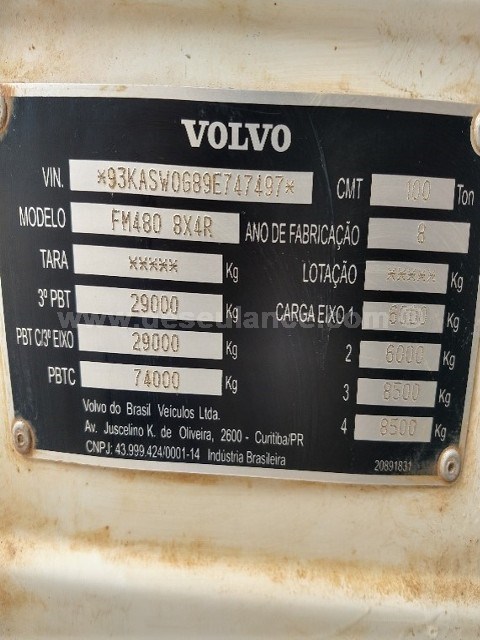 VOLVO
VIN. *93KASW0G89E747497* CMT 100 Ton
MODELO FM480 8X4R ANO DE FABRICAÇÃO 8
TARA ***** Kg LOTAÇÃO ***** Kg
3º PBT 29000 Kg CARGA EIXO 1 6000 Kg
PBT C/3º EIXO 29000 Kg 2 6000 Kg
PBTC 74000 Kg 3 8500 Kg
4 8500 Kg
Volvo do Brasil Veículos Ltda.
Av. Juscelino K. de Oliveira, 2600 - Curitiba/PR
CNPJ: 43.999.424/0001-14 Indústria Brasileira
20891831